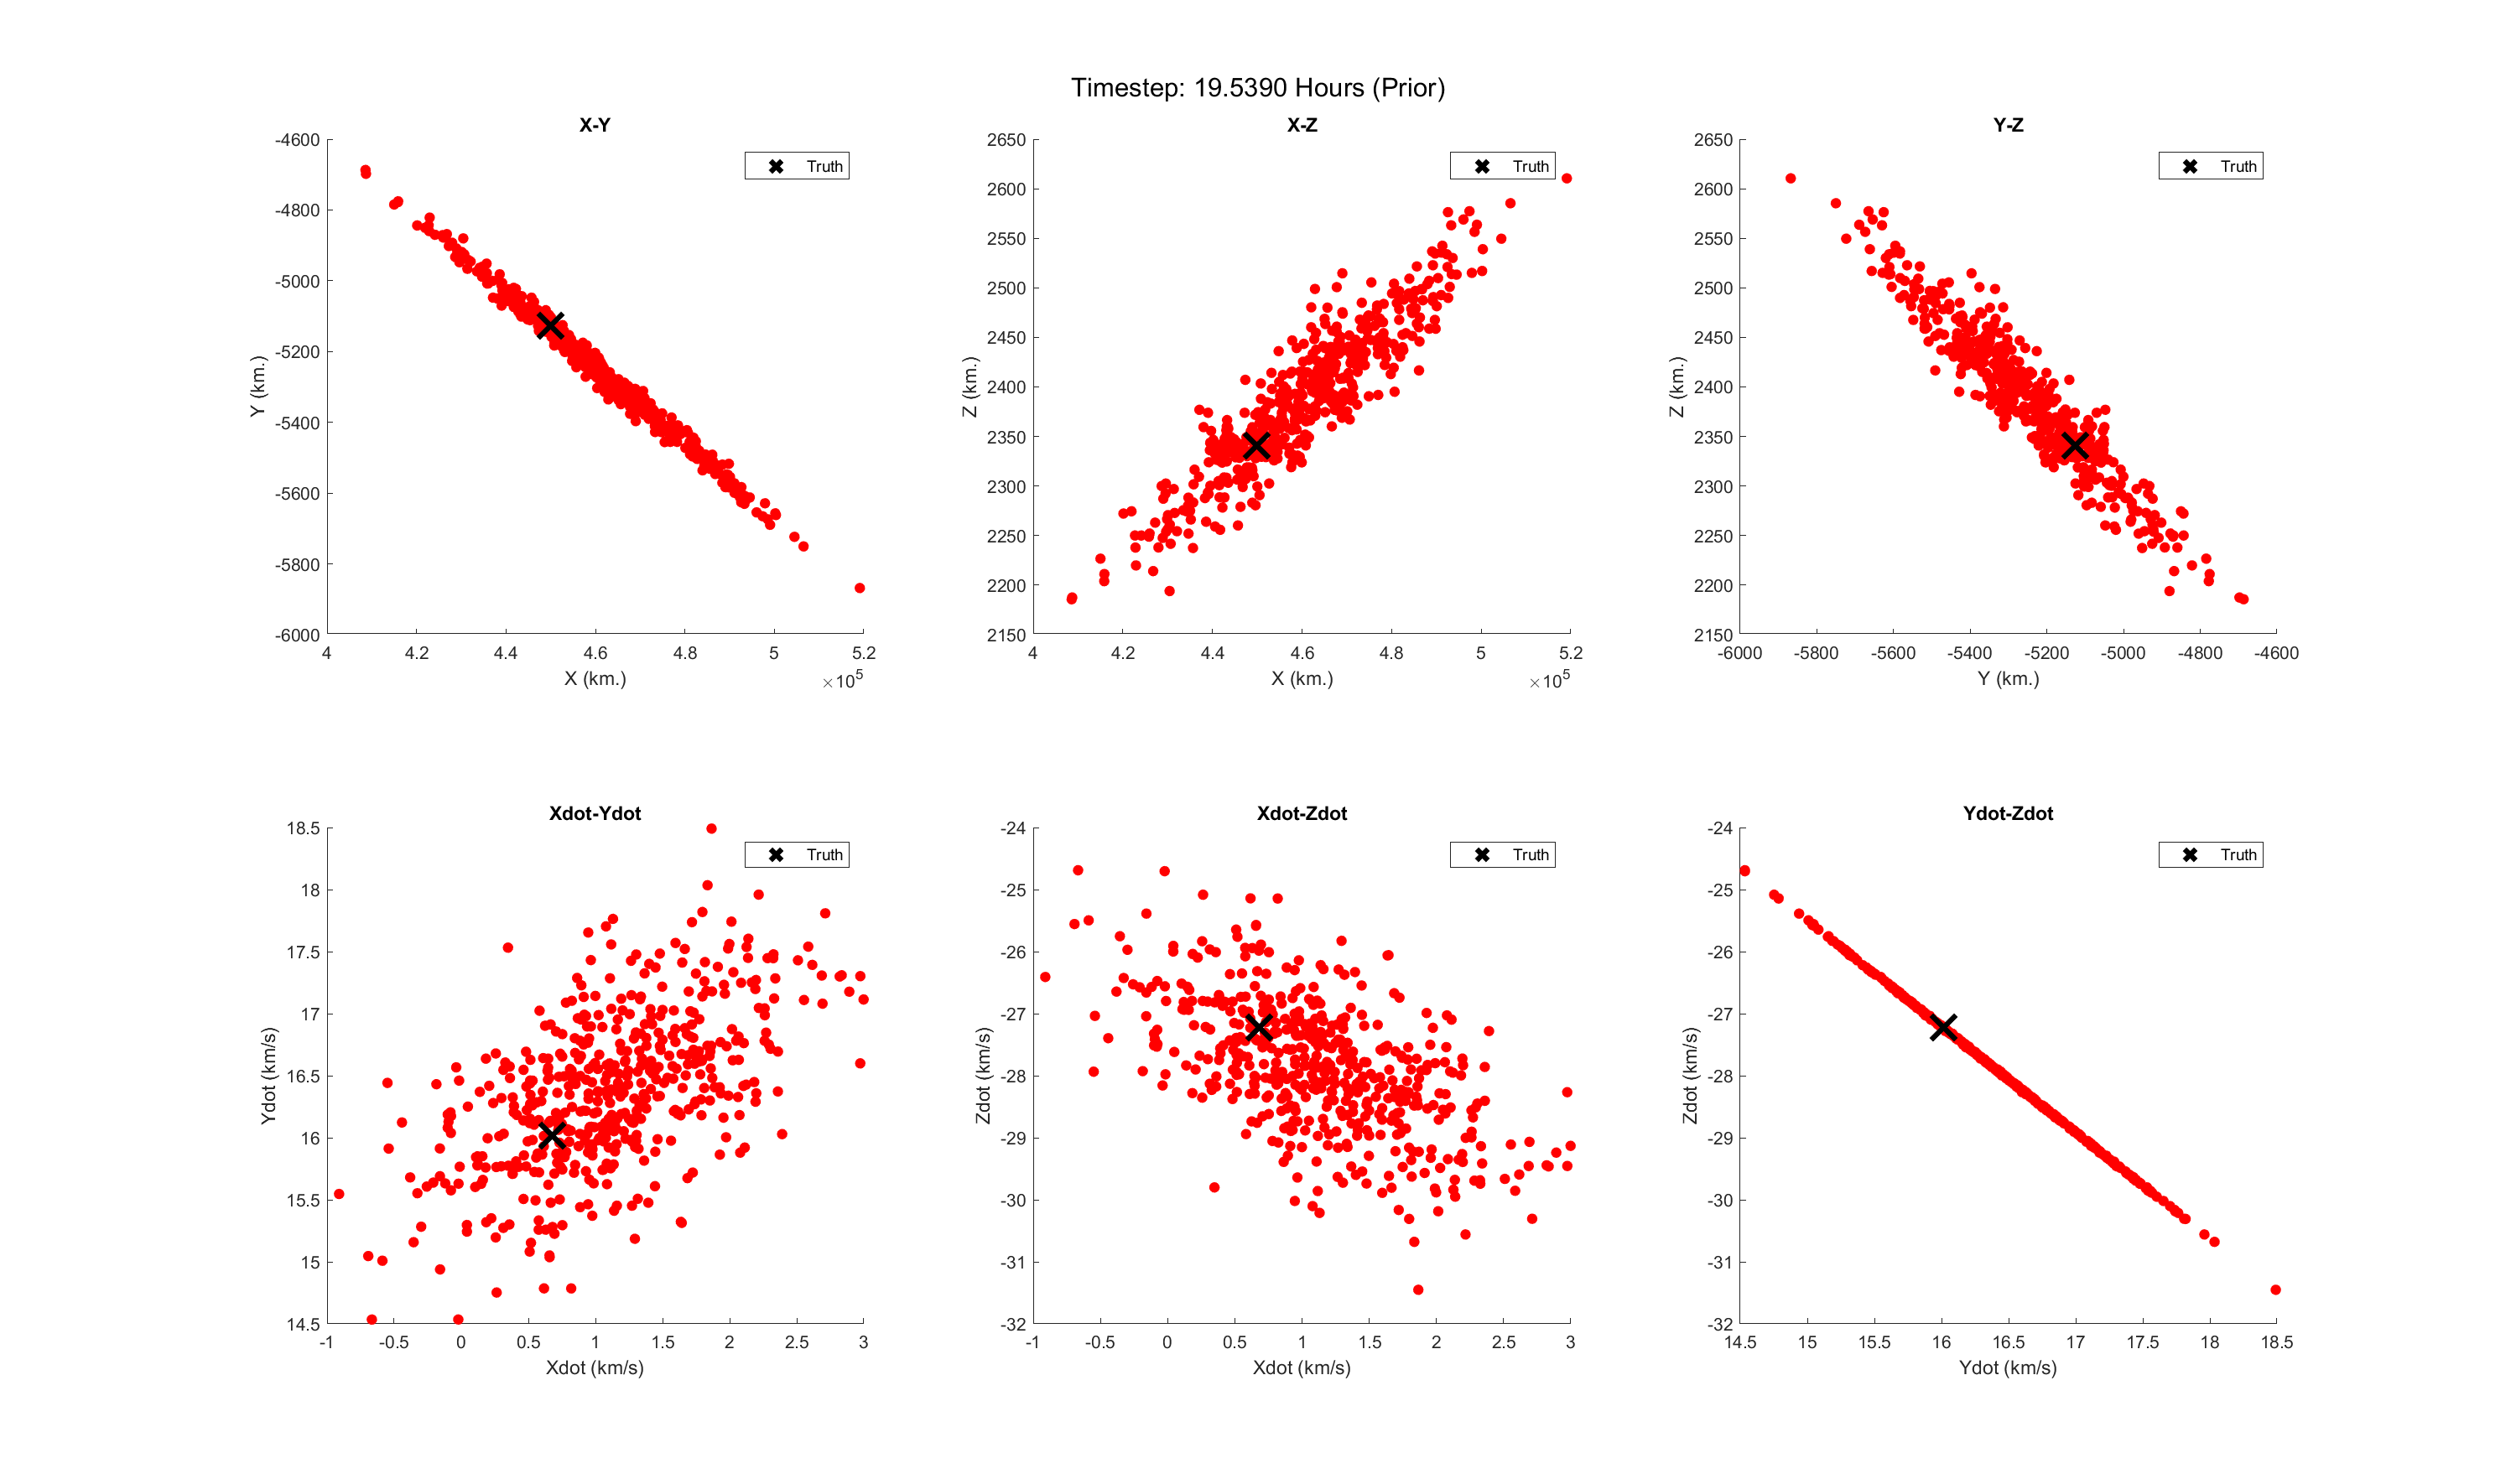 Timestep: 19.5390 Hours (Prior)
X-Y
Truth
-4600
-4800
-5000
-5200
-5400
-5600
-5800
-6000
Y (km.)
4 4.2 4.4 4.6 4.8 5 5.2
×10^5
X (km.)
X-Z
Truth
2650
2600
2550
2500
2450
2400
2350
2300
2250
2200
2150
Z (km.)
4 4.2 4.4 4.6 4.8 5 5.2
×10^5
X (km.)
Y-Z
Truth
2650
2600
2550
2500
2450
2400
2350
2300
2250
2200
2150
Z (km.)
-6000 -5800 -5600 -5400 -5200 -5000 -4800 -4600
Y (km.)
Xdot-Ydot
Truth
18.5
18
17.5
17
16.5
16
15.5
15
14.5
Ydot (km/s)
-1 -0.5 0 0.5 1 1.5 2 2.5 3
Xdot (km/s)
Xdot-Zdot
Truth
-24
-25
-26
-27
-28
-29
-30
-31
-32
Zdot (km/s)
-1 -0.5 0 0.5 1 1.5 2 2.5 3
Xdot (km/s)
Ydot-Zdot
Truth
-24
-25
-26
-27
-28
-29
-30
-31
-32
Zdot (km/s)
14.5 15 15.5 16 16.5 17 17.5 18 18.5
Ydot (km/s)